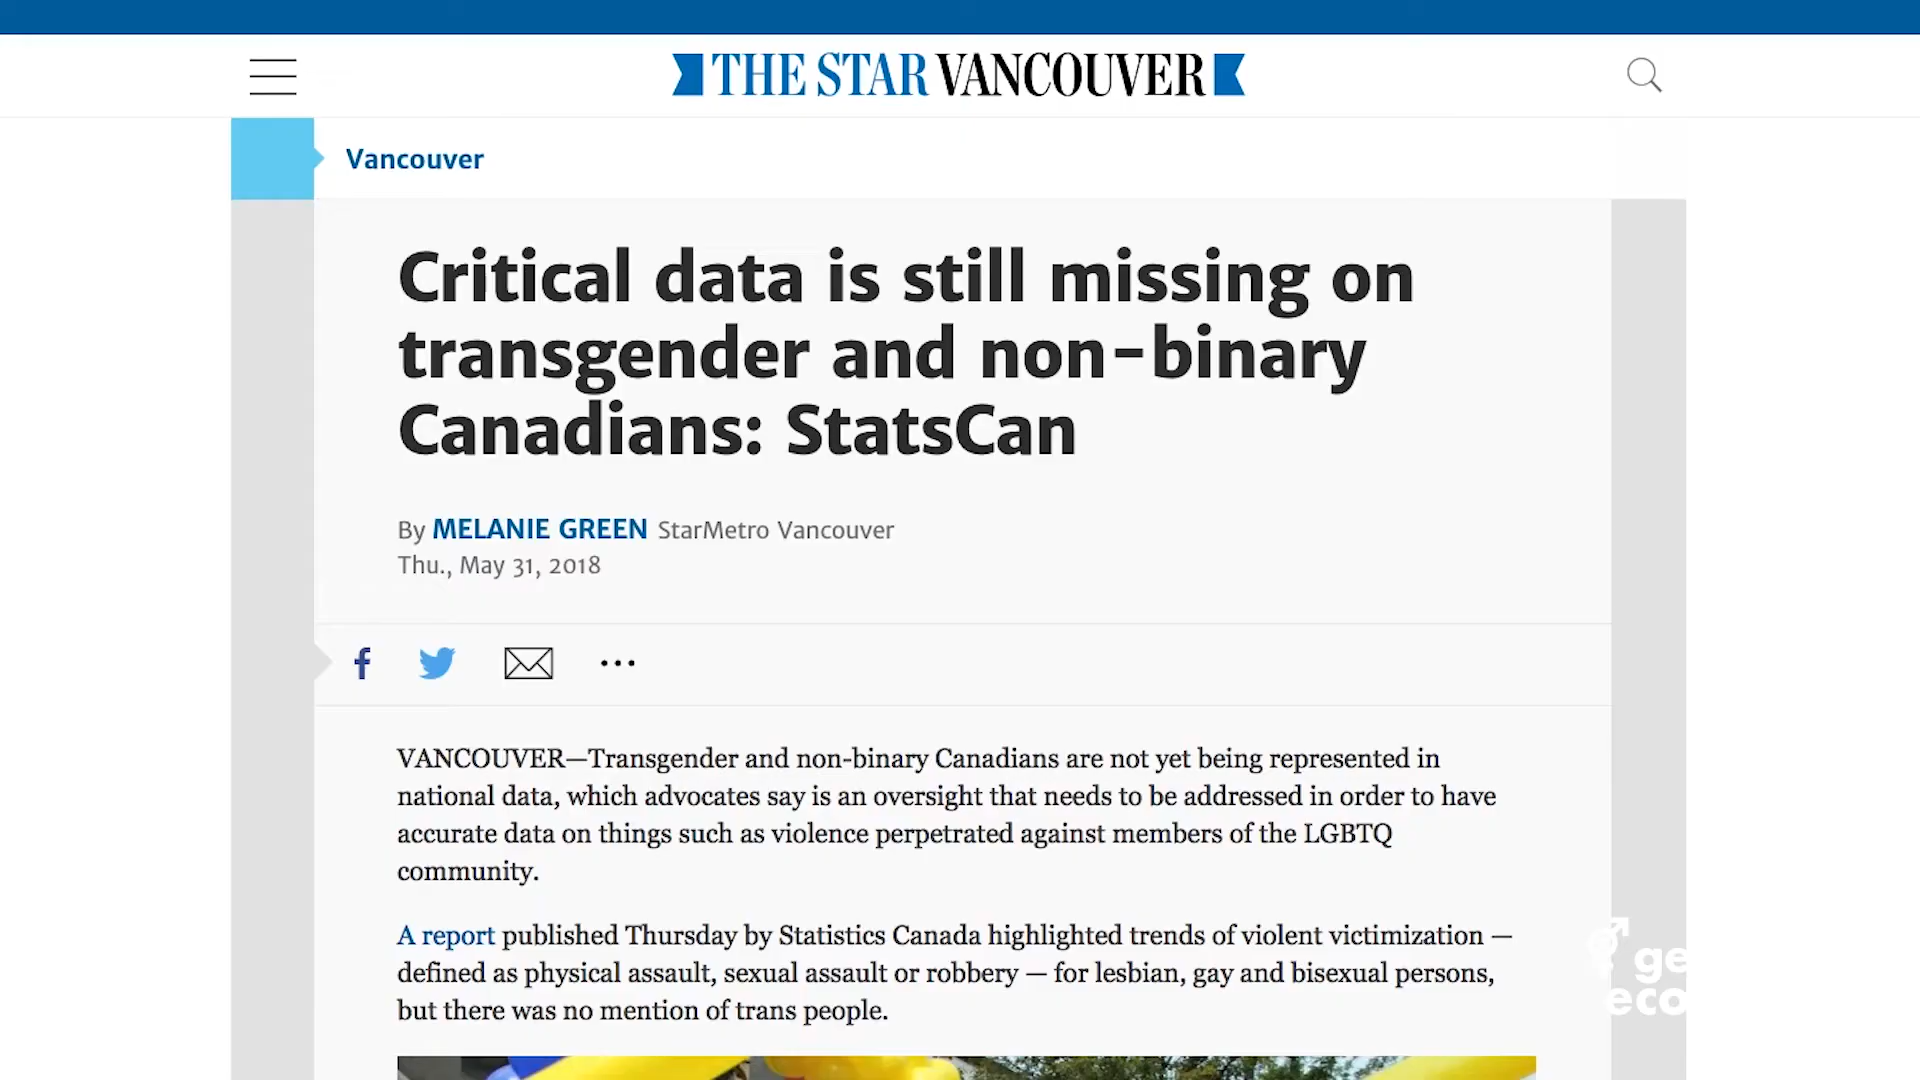 THE STAR VANCOUVER
Vancouver
Critical data is still missing on
transgender and non-binary
Canadians: StatsCan
By MELANIE GREEN StarMetro Vancouver
Thu., May 31, 2018
VANCOUVER—Transgender and non-binary Canadians are not yet being represented in
national data, which advocates say is an oversight that needs to be addressed in order to have
accurate data on things such as violence perpetrated against members of the LGBTQ
community.
A report published Thursday by Statistics Canada highlighted trends of violent victimization —
defined as physical assault, sexual assault or robbery — for lesbian, gay and bisexual persons,
but there was no mention of trans people.
ge
eco